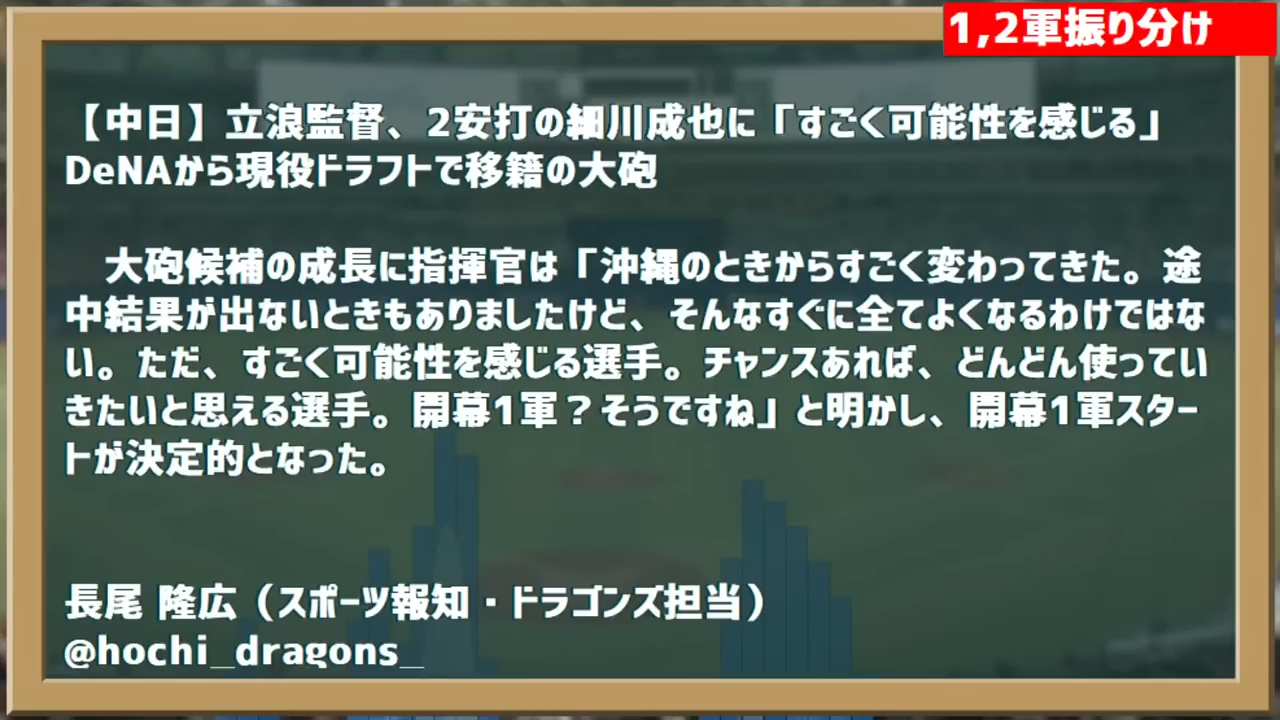 1,2軍振り分け
【中日】立浪監督、2安打の細川成也に「すごく可能性を感じる」
DeNAから現役ドラフトで移籍の大砲
大砲候補の成長に指揮官は「沖縄のときからすごく変わってきた。途
中結果が出ないときもありましたけど、そんなすぐに全てよくなるわけではな
い。ただ、すごく可能性を感じる選手。チャンスあれば、どんどん使ってい
きたいと思える選手。開幕1軍？そうですね」と明かし、開幕1軍スター
トが決定的となった。
長尾 隆広（スポーツ報知・ドラゴンズ担当）
@hochi_dragons_